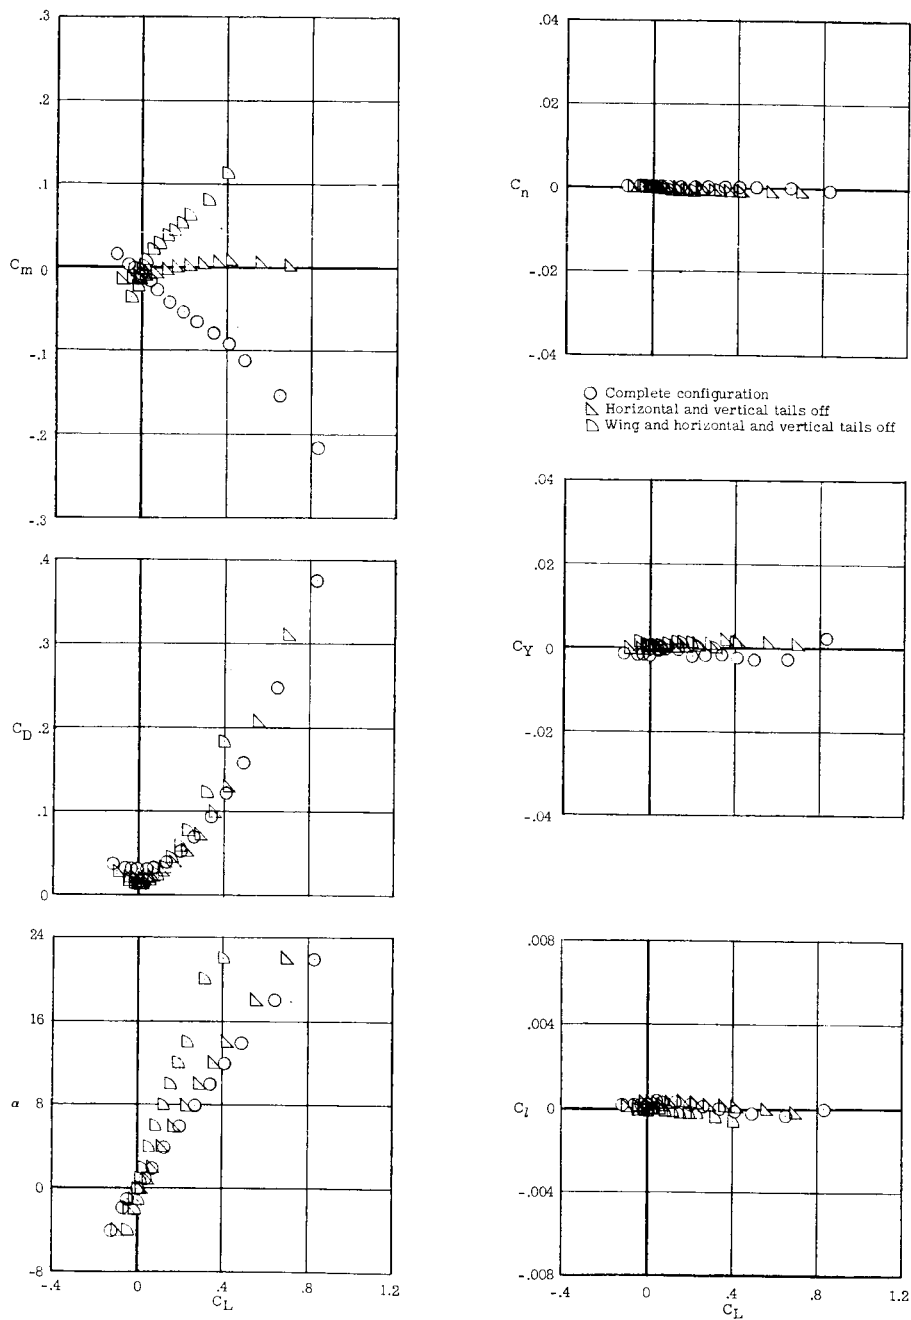 .3
.2
.1
C_m 0
-.1
-.2
-.3
.4
.3
C_D .2
.1
0
24
16
α 8
0
-8
-.4 0 .4 .8 1.2
C_L
.04
.02
C_n 0
-.02
-.04
Complete configuration
Horizontal and vertical tails off
Wing and horizontal and vertical tails off
.04
.02
C_Y 0
-.02
-.04
.008
.004
C_l 0
-.004
-.008
-.4 0 .4 .8 1.2
C_L